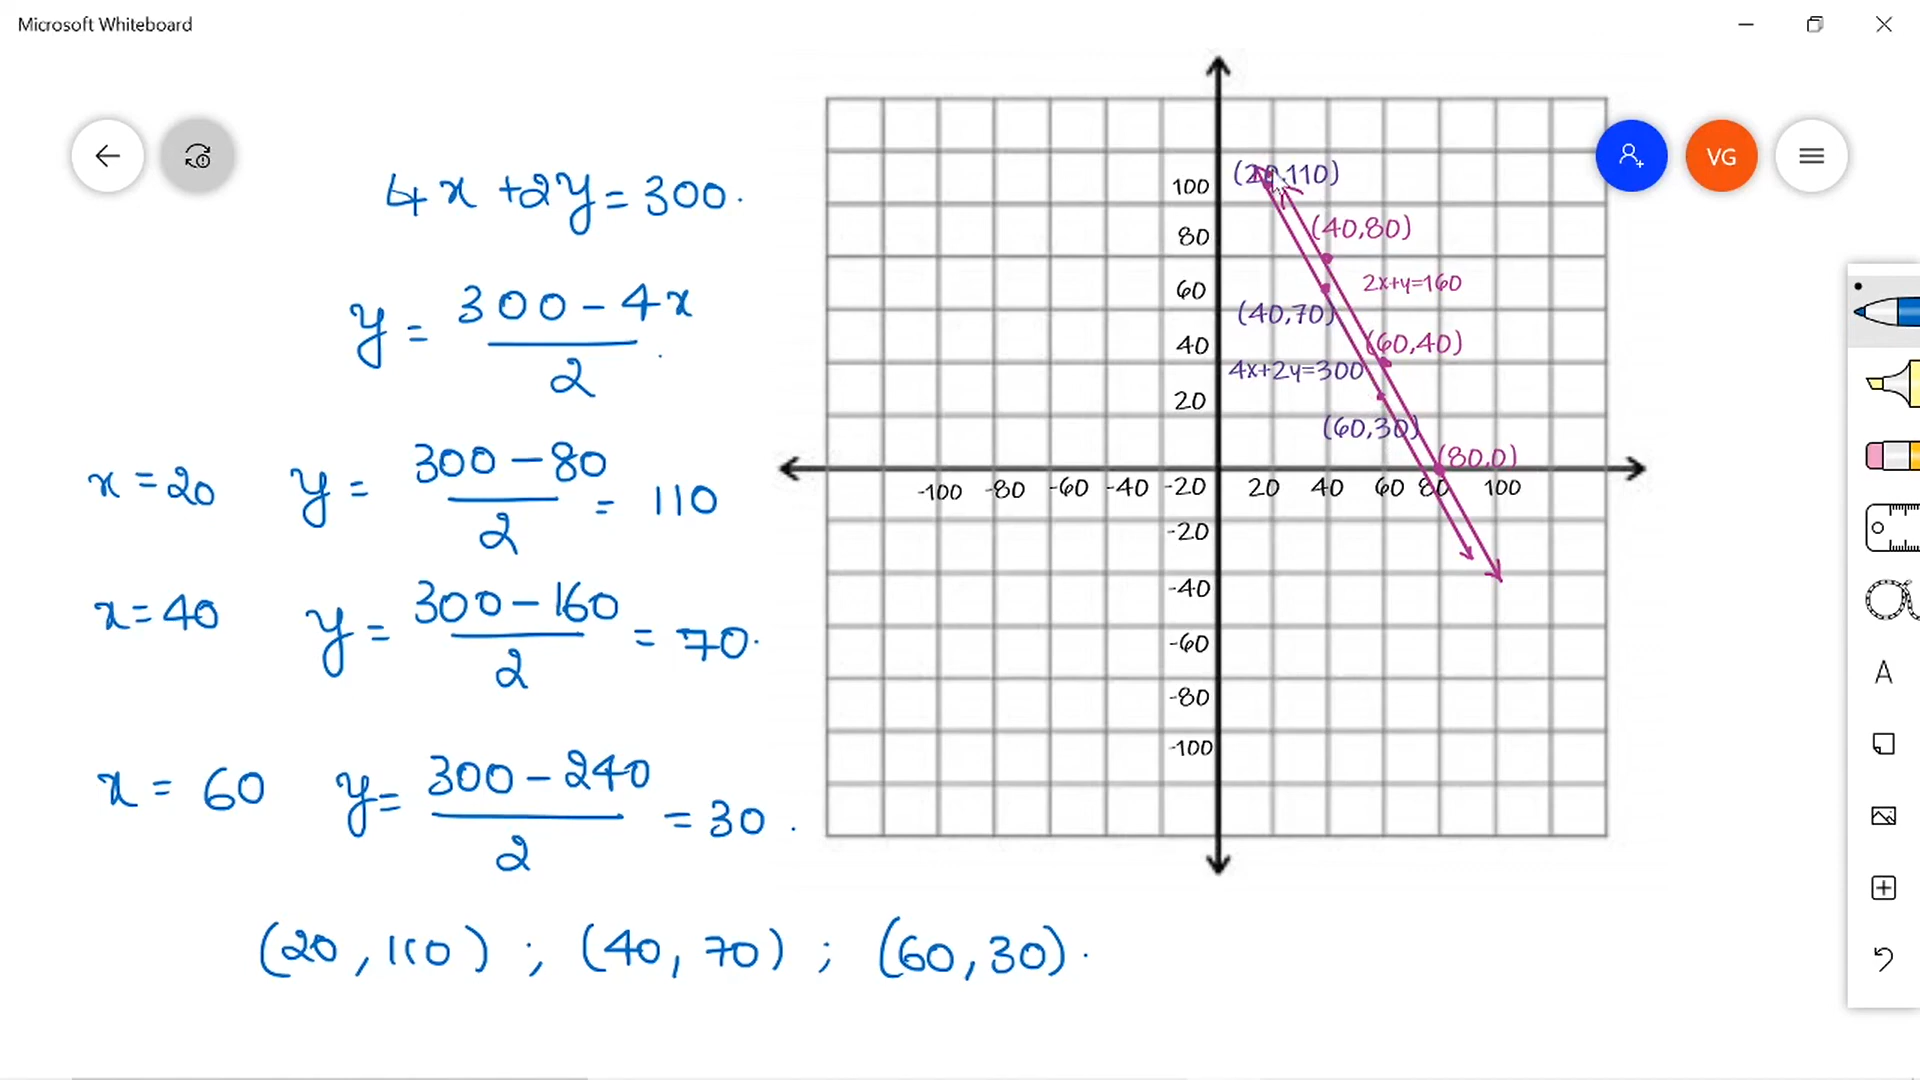 Microsoft Whiteboard
VG
4x + 2y = 300.
y = 300 - 4x / 2
x = 20 y = 300 - 80 / 2 = 110
x = 40 y = 300 - 160 / 2 = 70.
x = 60 y = 300 - 240 / 2 = 30.
(20, 110) ; (40, 70) ; (60, 30).
(20,110)
(40,80)
2x+y=160
(40,70)
(60,40)
4x+2y=300
(60,30)
(80,0)
100
80
60
40
20
-100 -80 -60 -40 -20 20 40 60 80 100
-20
-40
-60
-80
-100
A